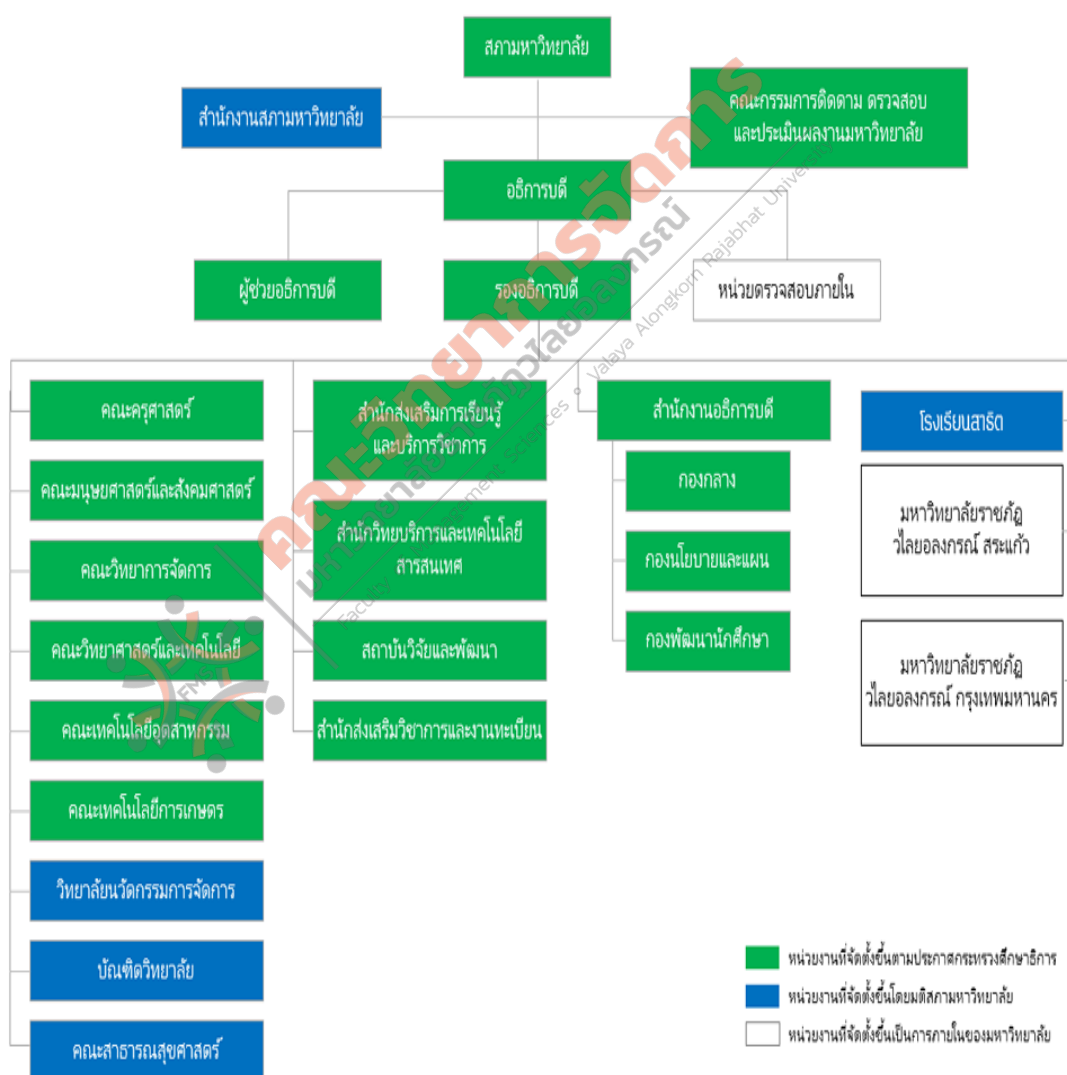 สภามหาวิทยาลัย
สำนักงานสภามหาวิทยาลัย
คณะกรรมการติดตาม ตรวจสอบ
และประเมินผลงานมหาวิทยาลัย
อธิการบดี
ผู้ช่วยอธิการบดี
รองอธิการบดี
หน่วยตรวจสอบภายใน
คณะครุศาสตร์
คณะมนุษยศาสตร์และสังคมศาสตร์
คณะวิทยาการจัดการ
คณะวิทยาศาสตร์และเทคโนโลยี
คณะเทคโนโลยีอุตสาหกรรม
คณะเทคโนโลยีการเกษตร
วิทยาลัยนวัตกรรมการจัดการ
บัณฑิตวิทยาลัย
คณะสาธารณสุขศาสตร์
สำนักส่งเสริมการเรียนรู้
และบริการวิชาการ
สำนักวิทยบริการและเทคโนโลยี
สารสนเทศ
สถาบันวิจัยและพัฒนา
สำนักส่งเสริมวิชาการและงานทะเบียน
สำนักงานอธิการบดี
กองกลาง
กองนโยบายและแผน
กองพัฒนานักศึกษา
โรงเรียนสาธิต
มหาวิทยาลัยราชภัฏ
วไลยอลงกรณ์ สระแก้ว
มหาวิทยาลัยราชภัฏ
วไลยอลงกรณ์ กรุงเทพมหานคร
หน่วยงานที่จัดตั้งขึ้นตามประกาศกระทรวงศึกษาธิการ
หน่วยงานที่จัดตั้งขึ้นโดยมติสภามหาวิทยาลัย
หน่วยงานที่จัดตั้งขึ้นเป็นการภายในของมหาวิทยาลัย
คณะวิทยาการจัดการ
มหาวิทยาลัยราชภัฏวไลยอลงกรณ์
Faculty Management Sciences • Valaya Alongkorn Rajabhat University